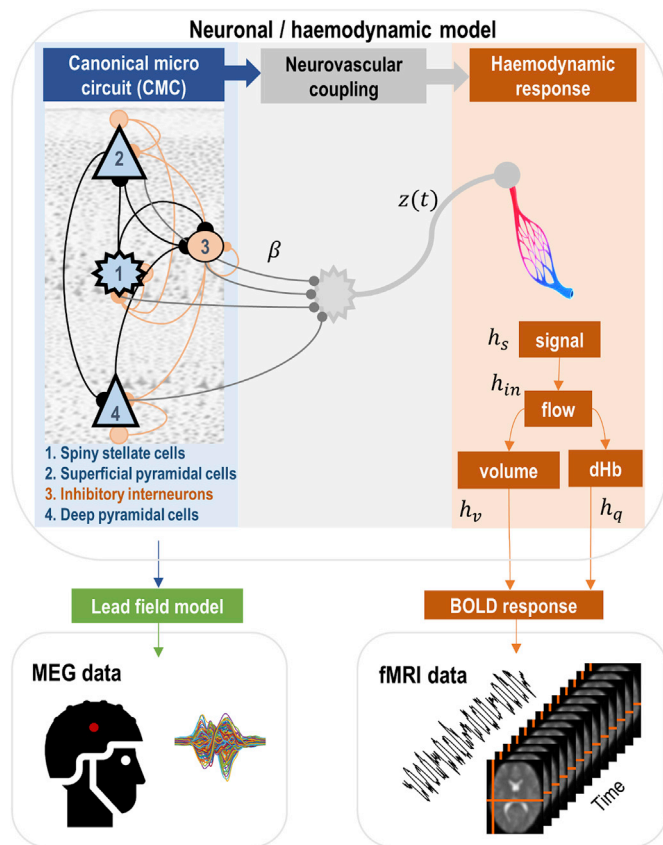 Neuronal / haemodynamic model
Canonical micro
circuit (CMC)
Neurovascular
coupling
Haemodynamic
response
2
3
1
4
β
z(t)
h_s
signal
h_in
flow
volume
dHb
h_v
h_q
1. Spiny stellate cells
2. Superficial pyramidal cells
3. Inhibitory interneurons
4. Deep pyramidal cells
Lead field model
BOLD response
MEG data
fMRI data
Time